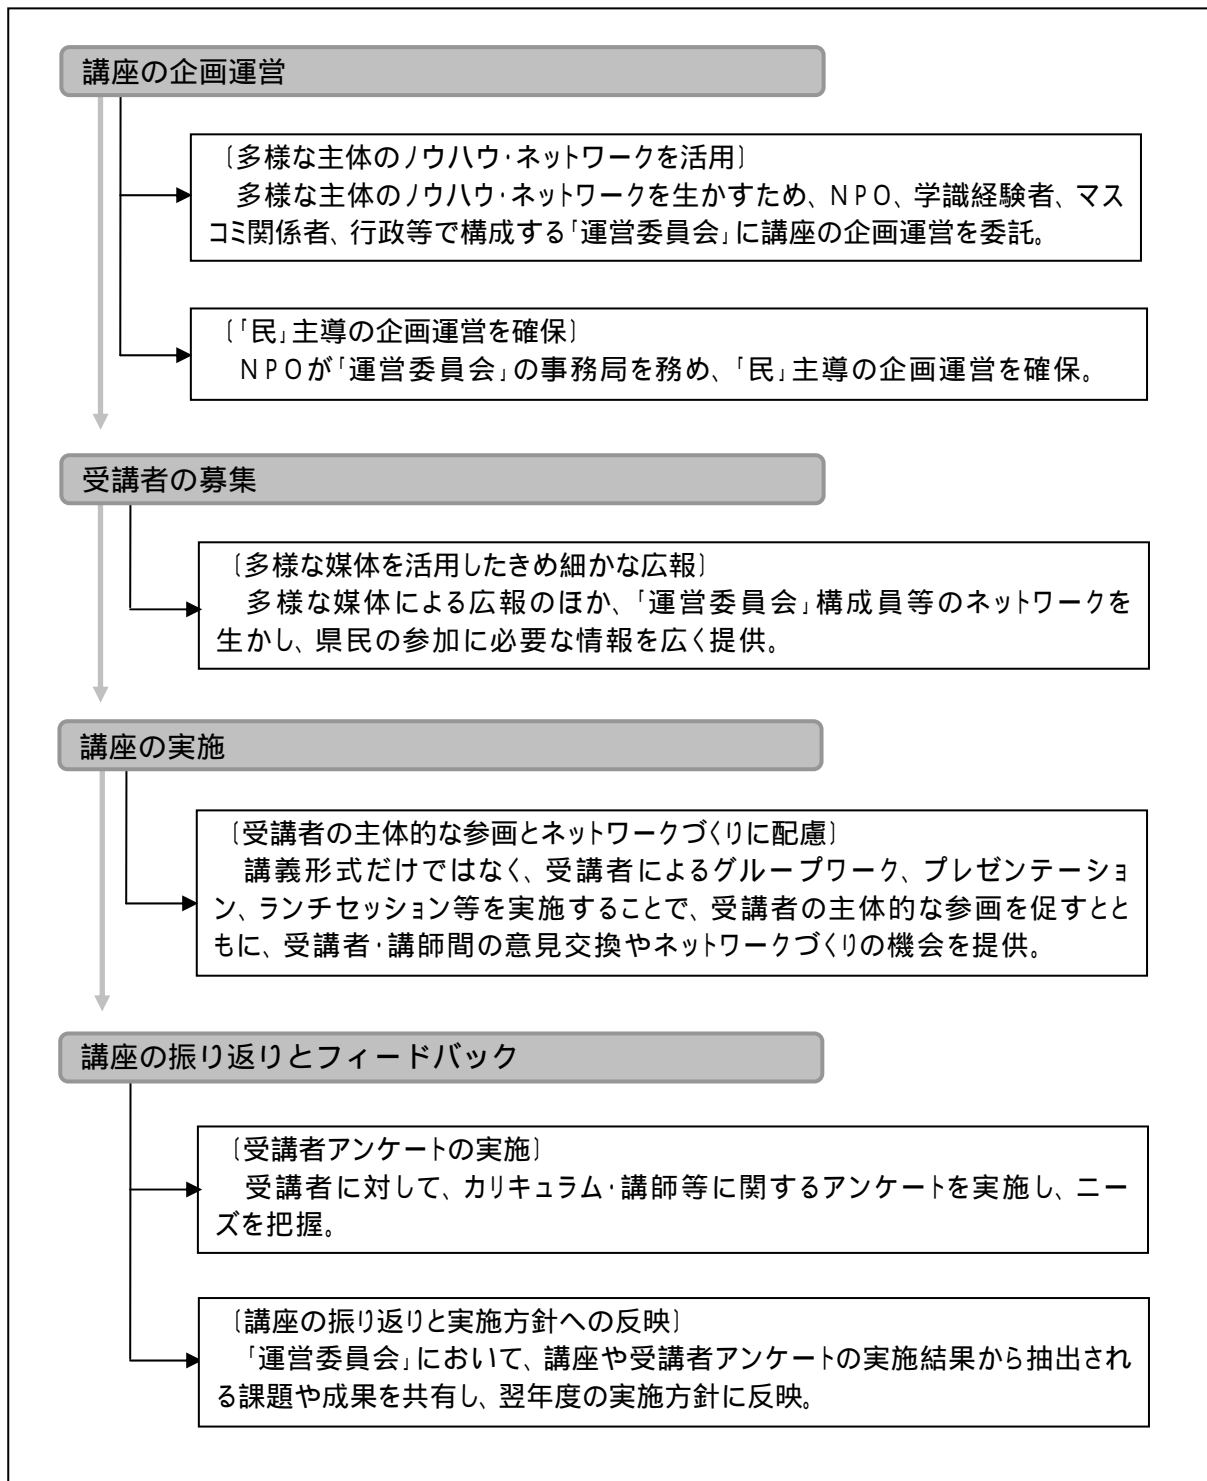 講座の企画運営
〔多様な主体のノウハウ・ネットワークを活用〕
多様な主体のノウハウ・ネットワークを生かすため、NPO、学識経験者、マス
コミ関係者、行政等で構成する「運営委員会」に講座の企画運営を委託。
〔「民」主導の企画運営を確保〕
NPOが「運営委員会」の事務局を務め、「民」主導の企画運営を確保。
受講者の募集
〔多様な媒体を活用したきめ細かな広報〕
多様な媒体による広報のほか、「運営委員会」構成員等のネットワークを
生かし、県民の参加に必要な情報を広く提供。
講座の実施
〔受講者の主体的な参画とネットワークづくりに配慮〕
講義形式だけではなく、受講者によるグループワーク、プレゼンテーショ
ン、ランチセッション等を実施することで、受講者の主体的な参画を促すとと
もに、受講者・講師間の意見交換やネットワークづくりの機会を提供。
講座の振り返りとフィードバック
〔受講者アンケートの実施〕
受講者に対して、カリキュラム・講師等に関するアンケートを実施し、ニー
ズを把握。
〔講座の振り返りと実施方針への反映〕
「運営委員会」において、講座や受講者アンケートの実施結果から抽出され
る課題や成果を共有し、翌年度の実施方針に反映。